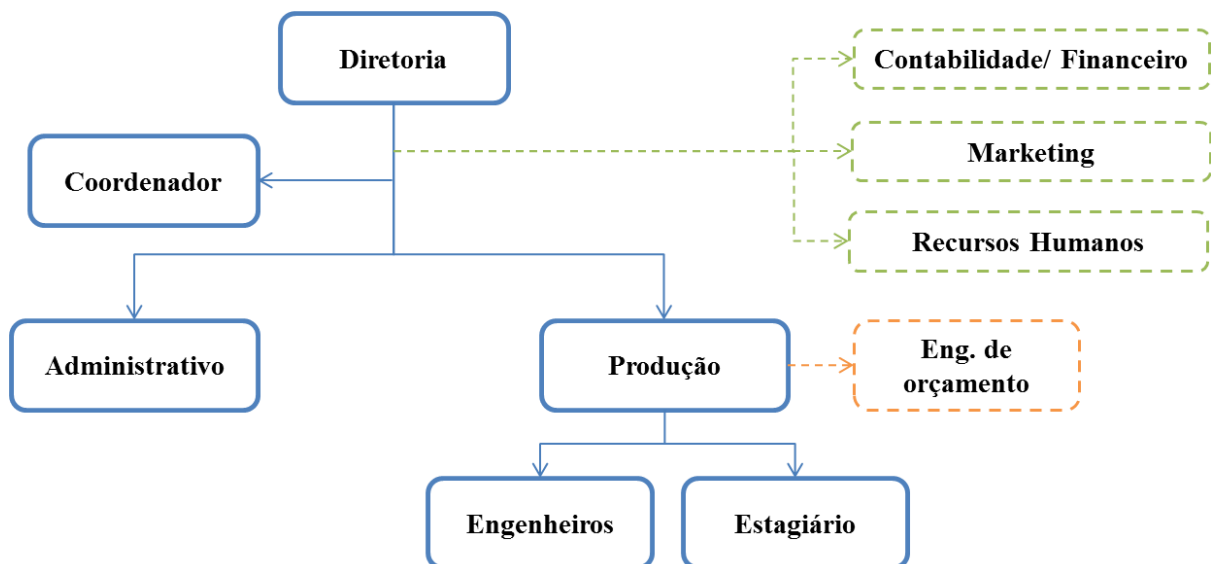 Diretoria
Contabilidade/ Financeiro
Marketing
Coordenador
Recursos Humanos
Administrativo
Produção
Eng. de
orçamento
Engenheiros
Estagiário